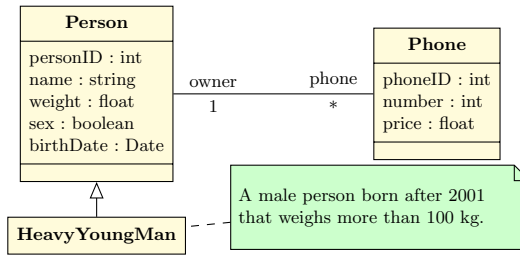 Person
personID : int
name : string
weight : float
sex : boolean
birthDate : Date
owner
1
phone
*
Phone
phoneID : int
number : int
price : float
HeavyYoungMan
A male person born after 2001
that weighs more than 100 kg.